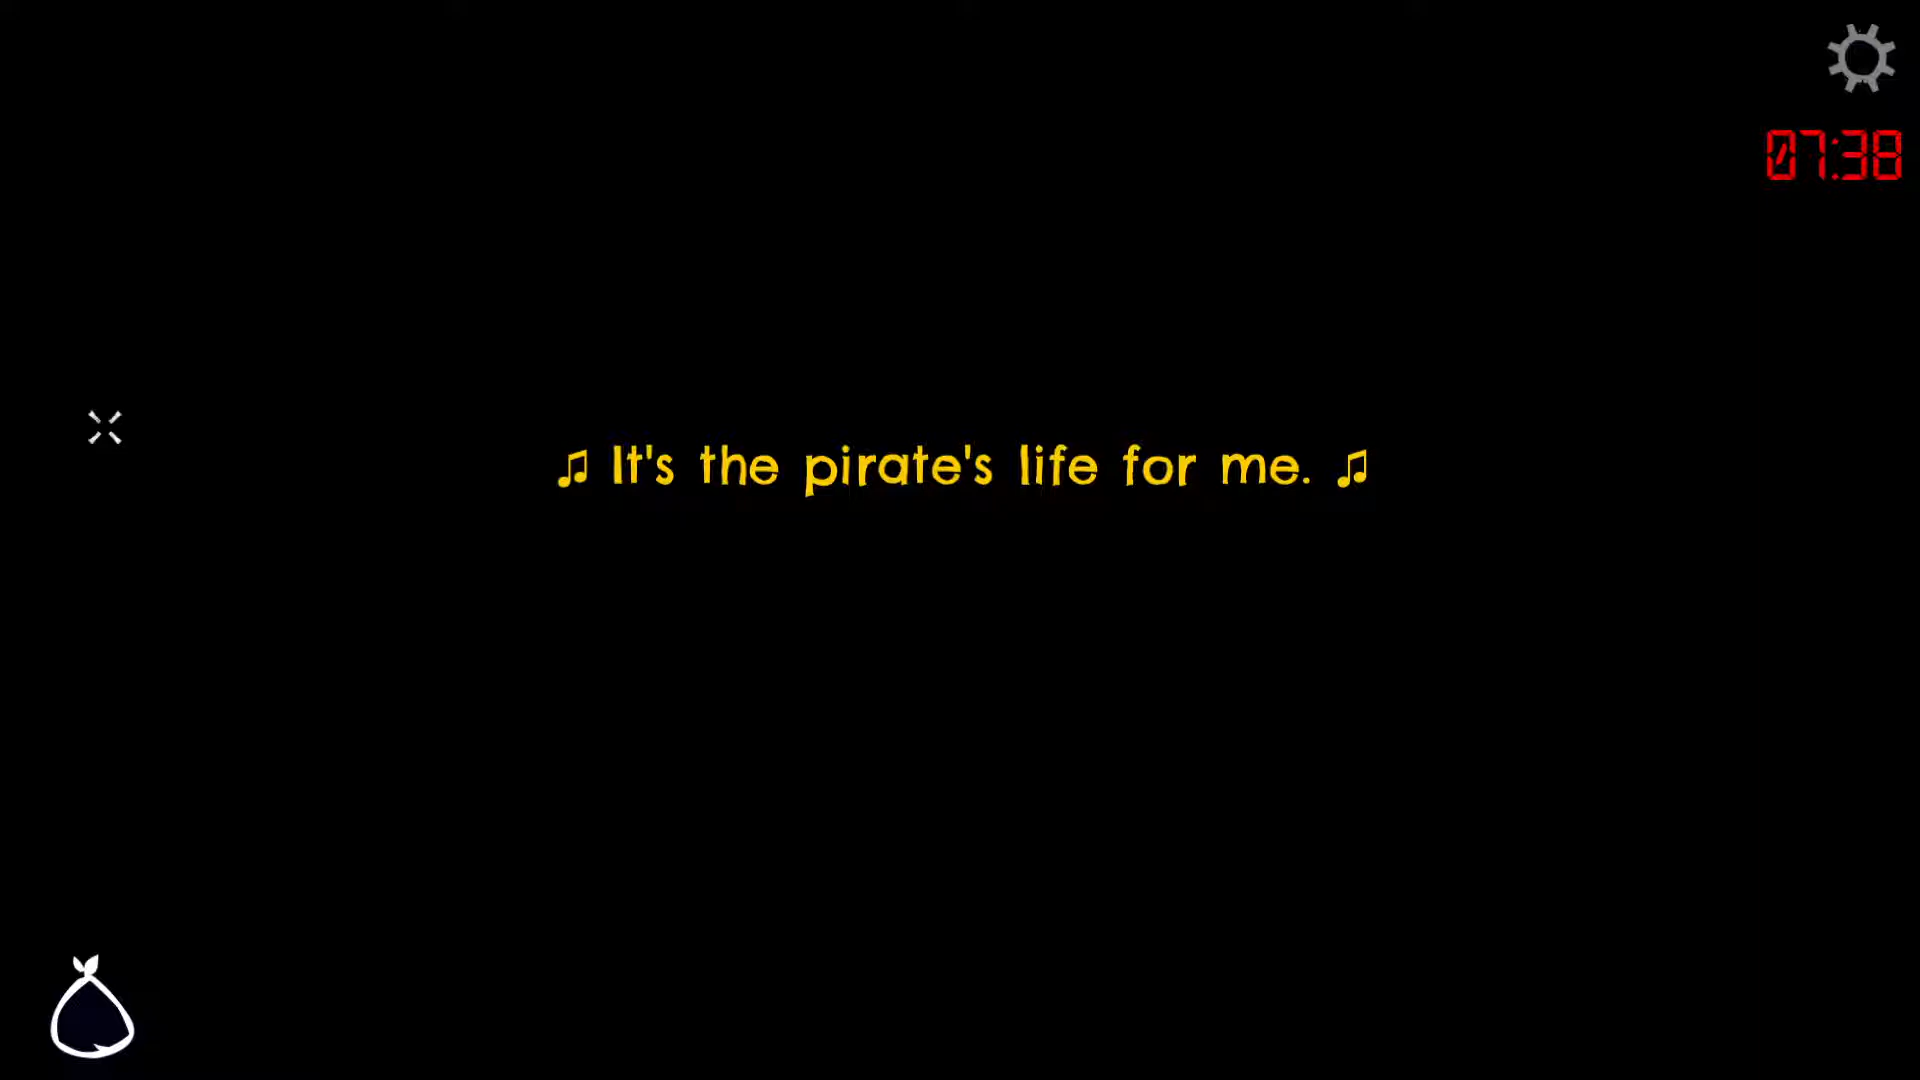 07:38
♫ It's the pirate's life for me. ♫